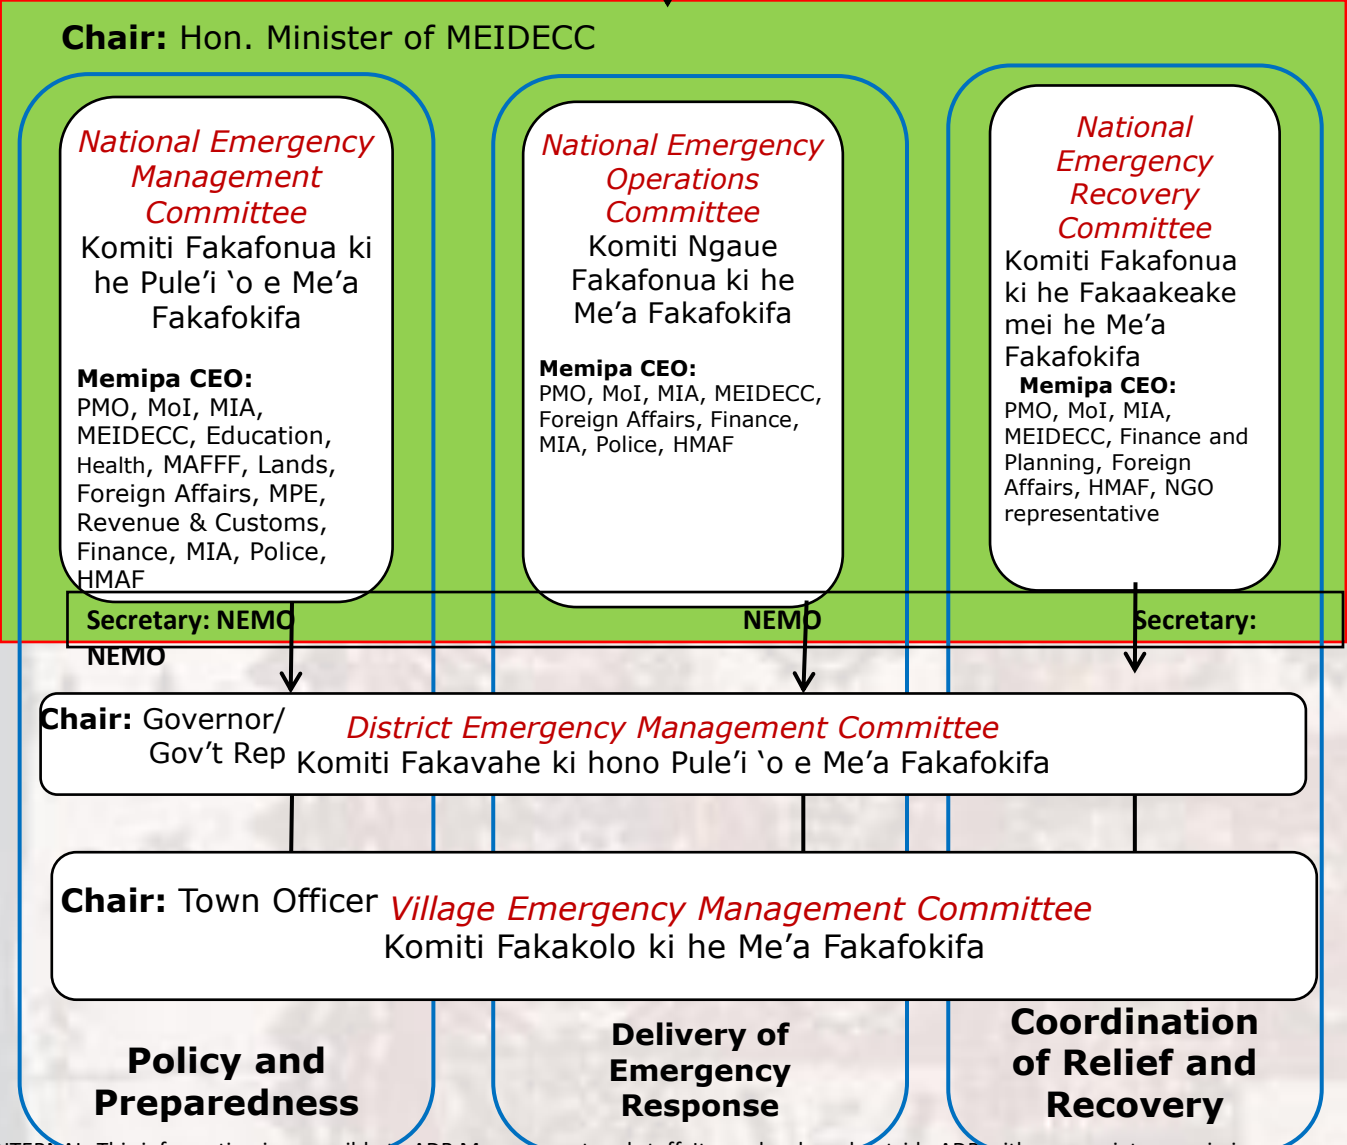 Chair: Hon. Minister of MEIDECC
National Emergency
Management
Committee
Komiti Fakafonua ki
he Pule’i ‘o e Me’a
Fakafokifa
Memipa CEO:
PMO, MoI, MIA,
MEIDECC, Education,
Health, MAFFF, Lands,
Foreign Affairs, MPE,
Revenue & Customs,
Finance, MIA, Police,
HMAF
National Emergency
Operations
Committee
Komiti Ngaue
Fakafonua ki he
Me’a Fakafokifa
Memipa CEO:
PMO, MoI, MIA, MEIDECC,
Foreign Affairs, Finance,
MIA, Police, HMAF
National
Emergency
Recovery
Committee
Komiti Fakafonua
ki he Fakaakeake
mei he Me’a
Fakafokifa
Memipa CEO:
PMO, MoI, MIA,
MEIDECC, Finance and
Planning, Foreign
Affairs, HMAF, NGO
representative
Secretary: NEMO NEMO Secretary:
NEMO
Chair: Governor/
Gov’t Rep
District Emergency Management Committee
Komiti Fakavahe ki hono Pule’i ‘o e Me’a Fakafokifa
Chair: Town Officer
Village Emergency Management Committee
Komiti Fakakolo ki he Me’a Fakafokifa
Policy and
Preparedness
Delivery of
Emergency
Response
Coordination
of Relief and
Recovery